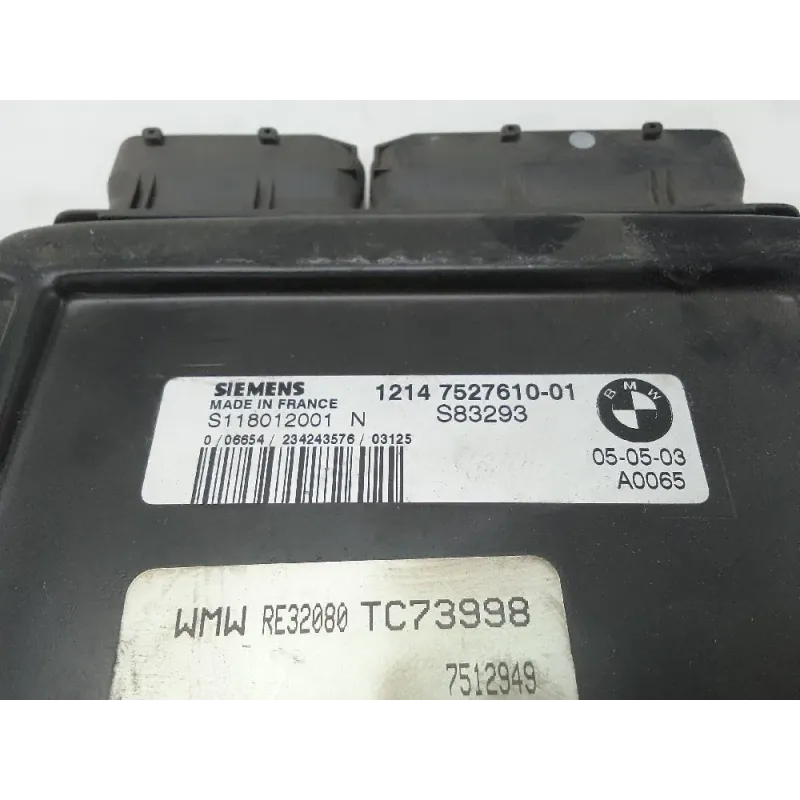 SIEMENS 1214 7527610-01 BMW
MADE IN FRANCE
S118012001 N S83293
0 / 06654 / 234243576 / 03125 05-05-03
A0065
WMW RE32080 TC73998
7512949